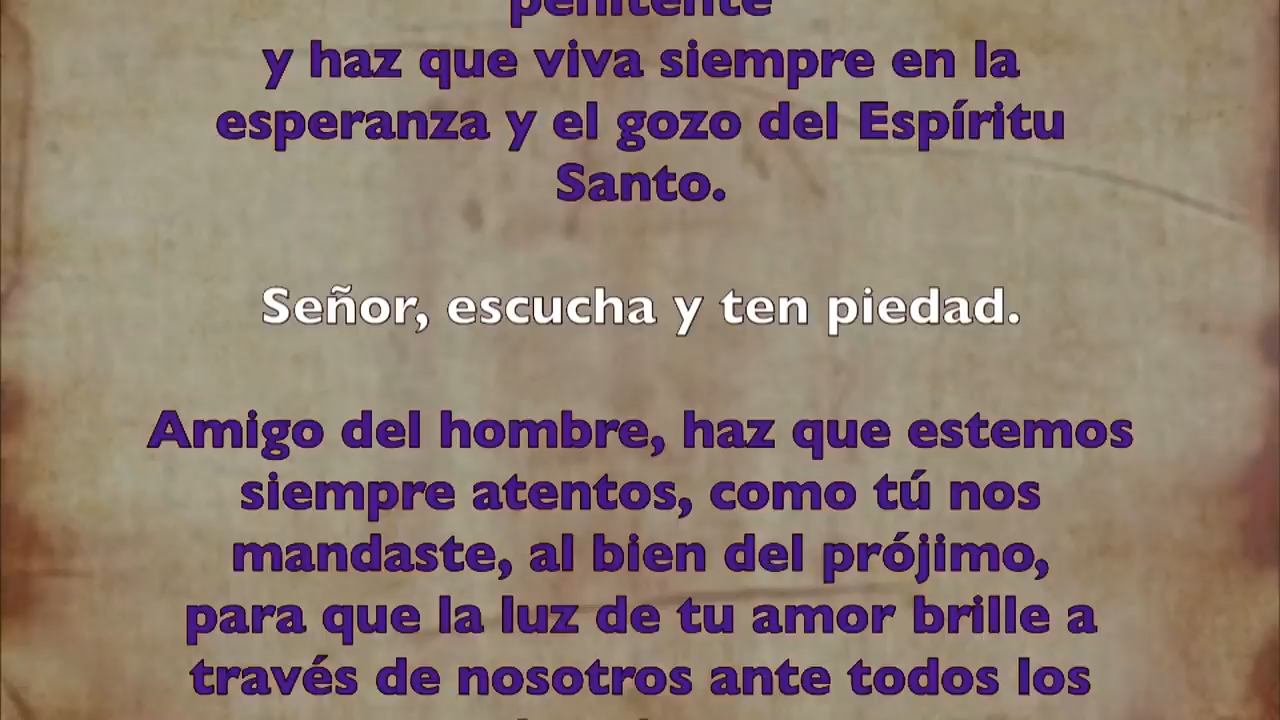 penitente
y haz que viva siempre en la
esperanza y el gozo del Espíritu
Santo.
Señor, escucha y ten piedad.
Amigo del hombre, haz que estemos
siempre atentos, como tú nos
mandaste, al bien del prójimo,
para que la luz de tu amor brille a
través de nosotros ante todos los